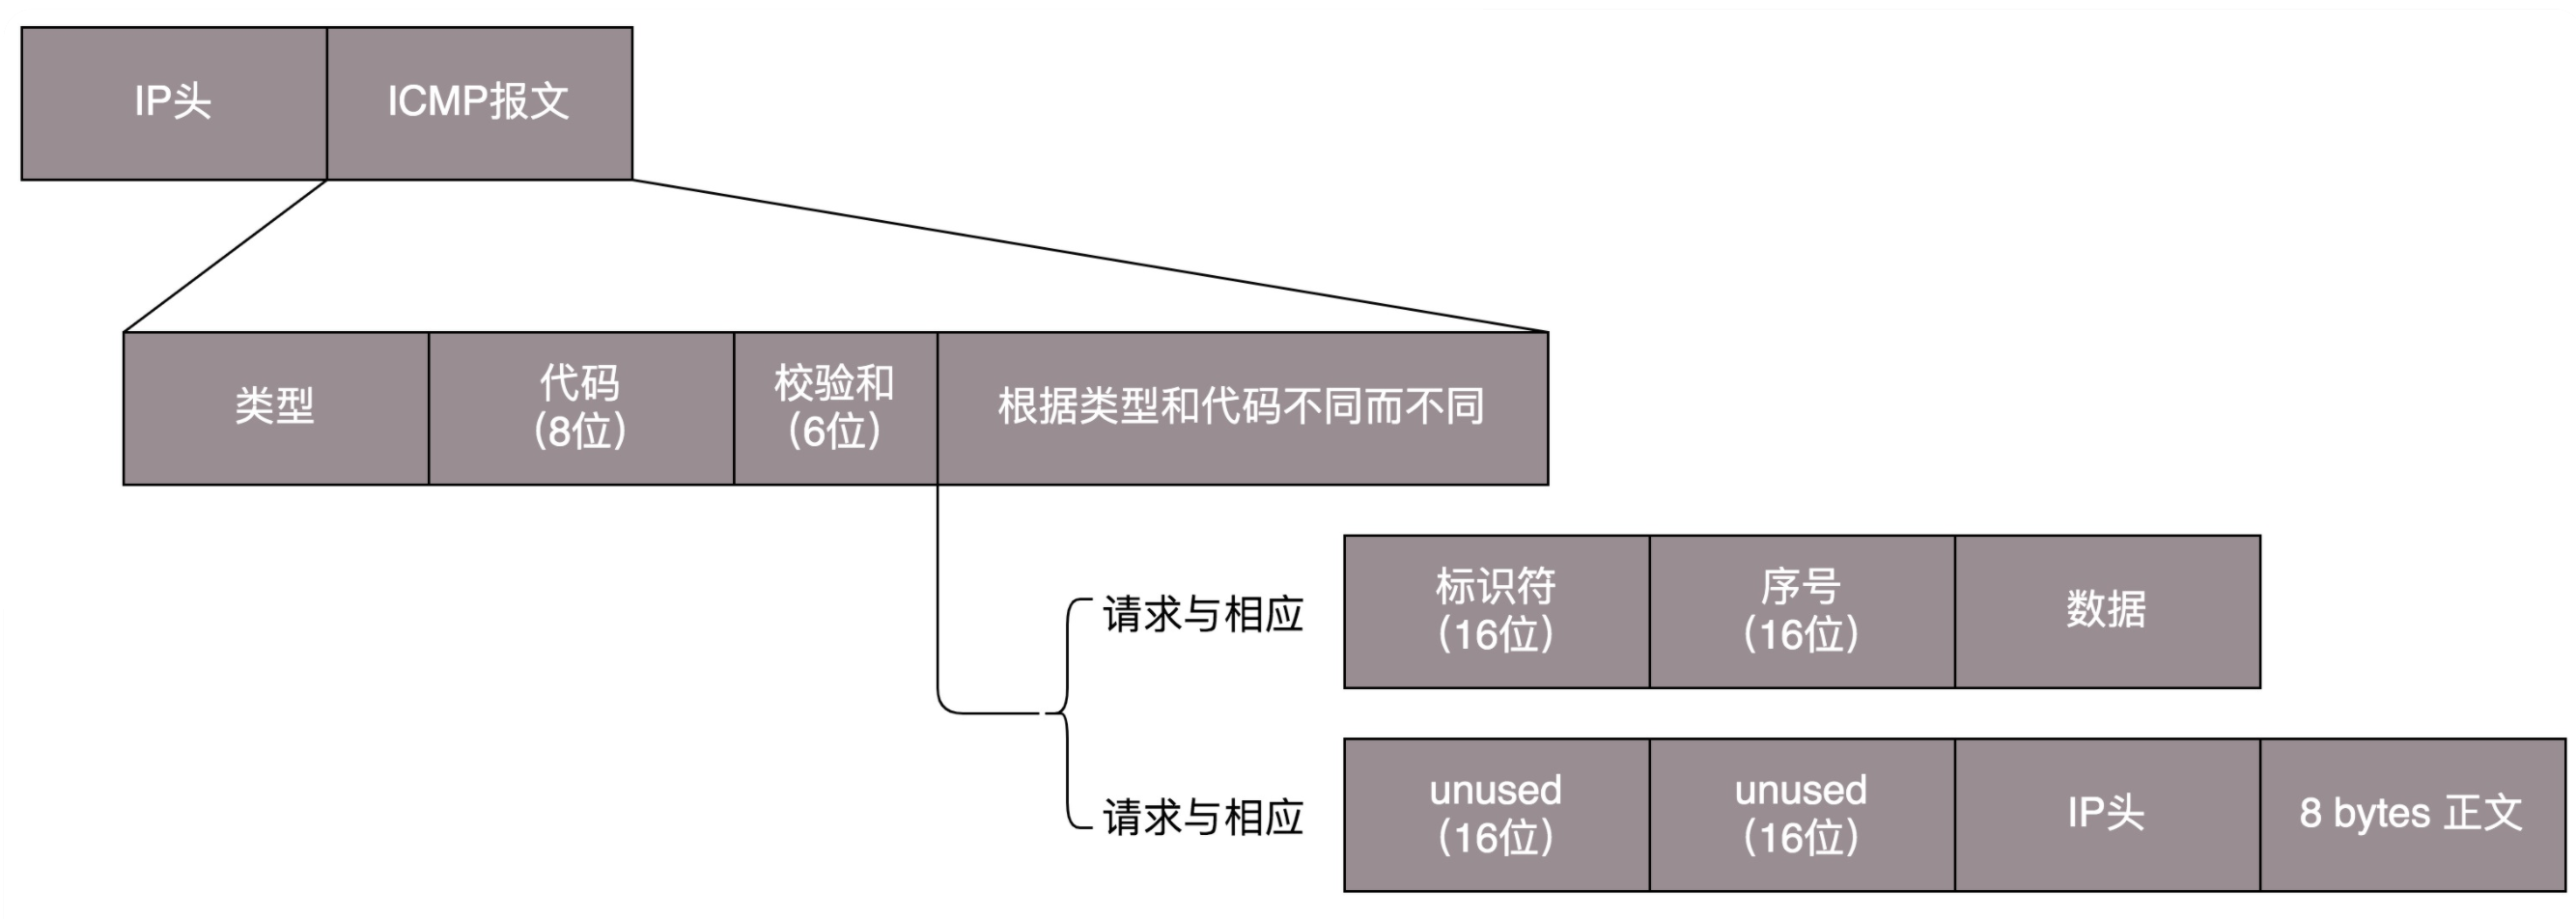 IP头
ICMP报文
类型
代码
(8位)
校验和
(6位)
根据类型和代码不同而不同
请求与相应
标识符
(16位)
序号
(16位)
数据
请求与相应
unused
(16位)
unused
(16位)
IP头
8 bytes 正文